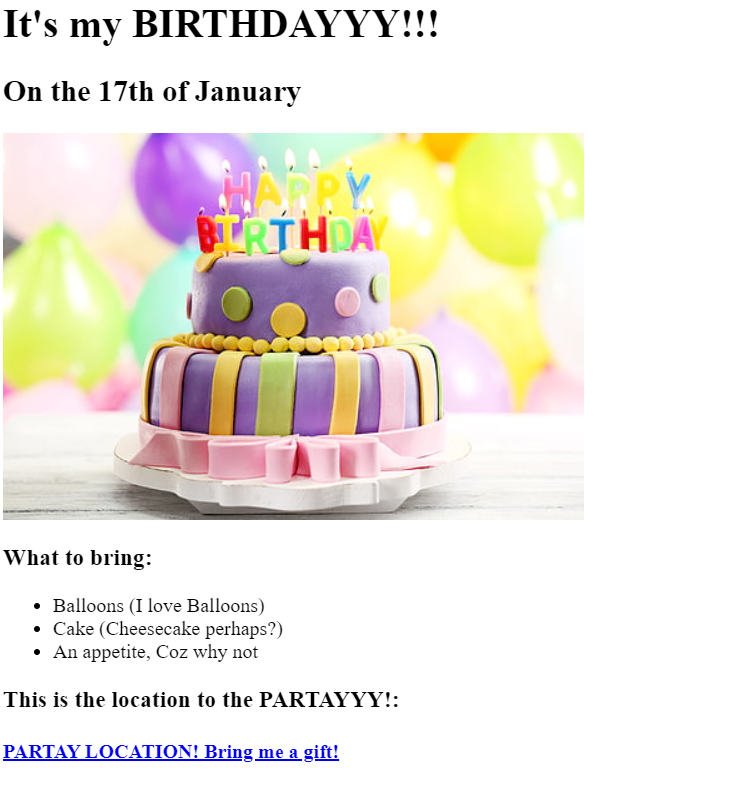 It's my BIRTHDAYYY!!!
On the 17th of January
HAPPY
BIRTHDAY
What to bring:
Balloons (I love Balloons)
Cake (Cheesecake perhaps?)
An appetite, Coz why not
This is the location to the PARTAYYY!:
PARTAY LOCATION! Bring me a gift!